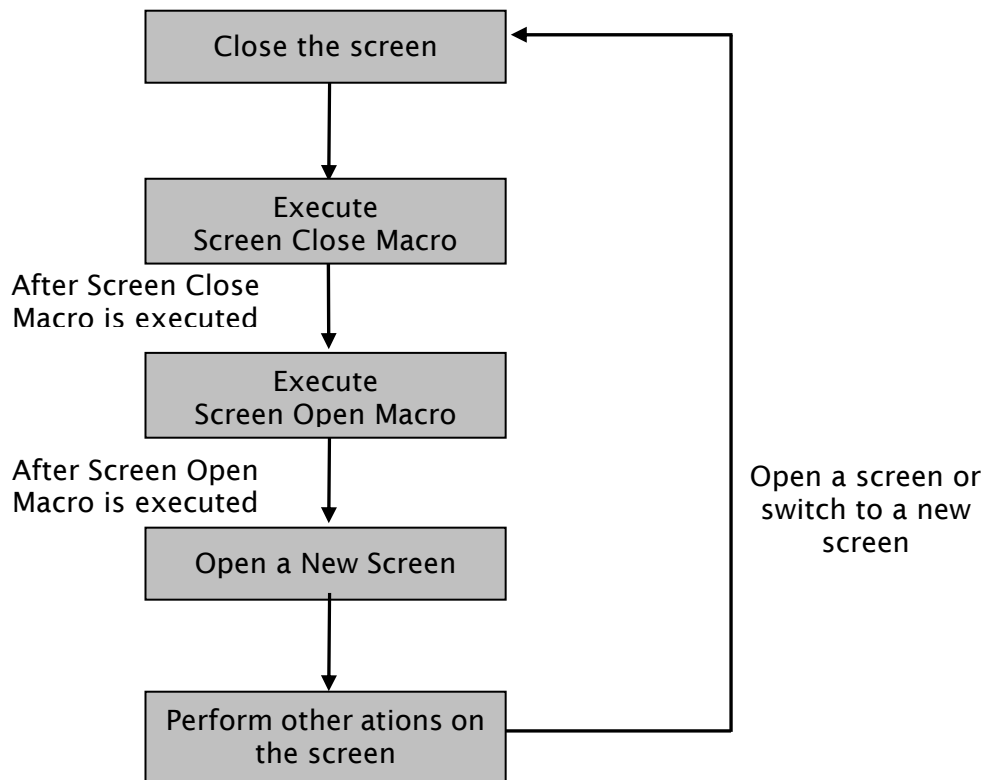 Close the screen
Execute
Screen Close Macro
After Screen Close
Macro is executed
Execute
Screen Open Macro
After Screen Open
Macro is executed
Open a screen or
switch to a new
screen
Open a New Screen
Perform other ations on
the screen